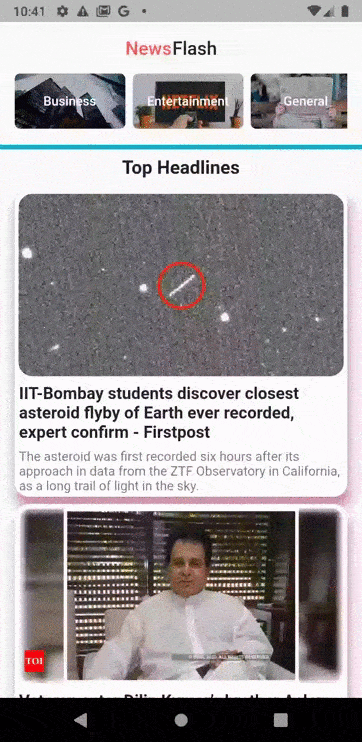 10:41
NewsFlash
Business
Entertainment
General
Top Headlines
IIT-Bombay students discover closest
asteroid flyby of Earth ever recorded,
expert confirm - Firstpost
The asteroid was first recorded six hours after its
approach in data from the ZTF Observatory in California,
as a long trail of light in the sky.
TOI